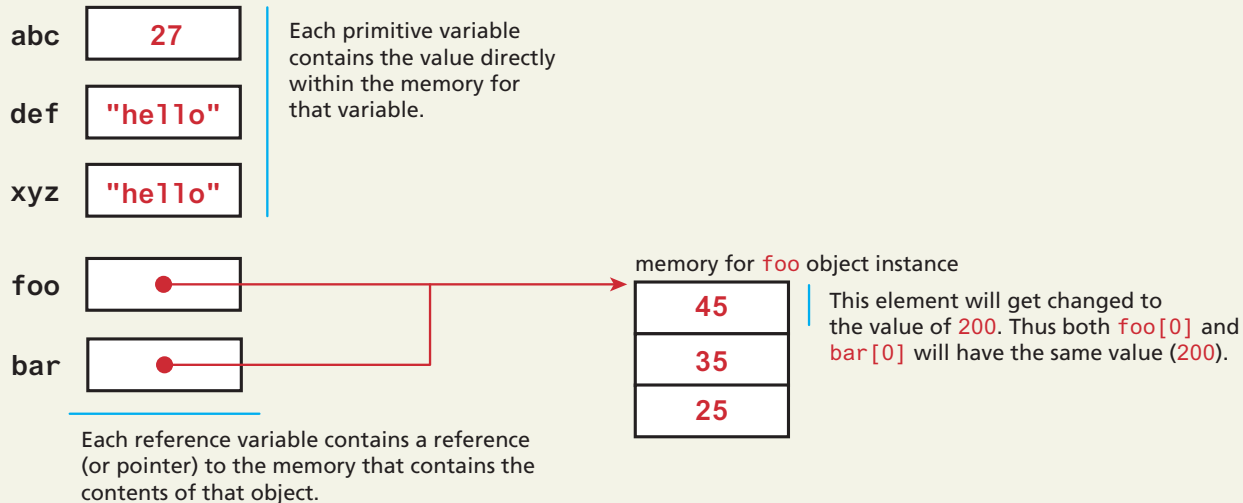 abc
27
Each primitive variable
contains the value directly
within the memory for
that variable.
def
"hello"
xyz
"hello"
foo
bar
memory for foo object instance
45
35
25
This element will get changed to
the value of 200. Thus both foo[0] and
bar[0] will have the same value (200).
Each reference variable contains a reference
(or pointer) to the memory that contains the
contents of that object.